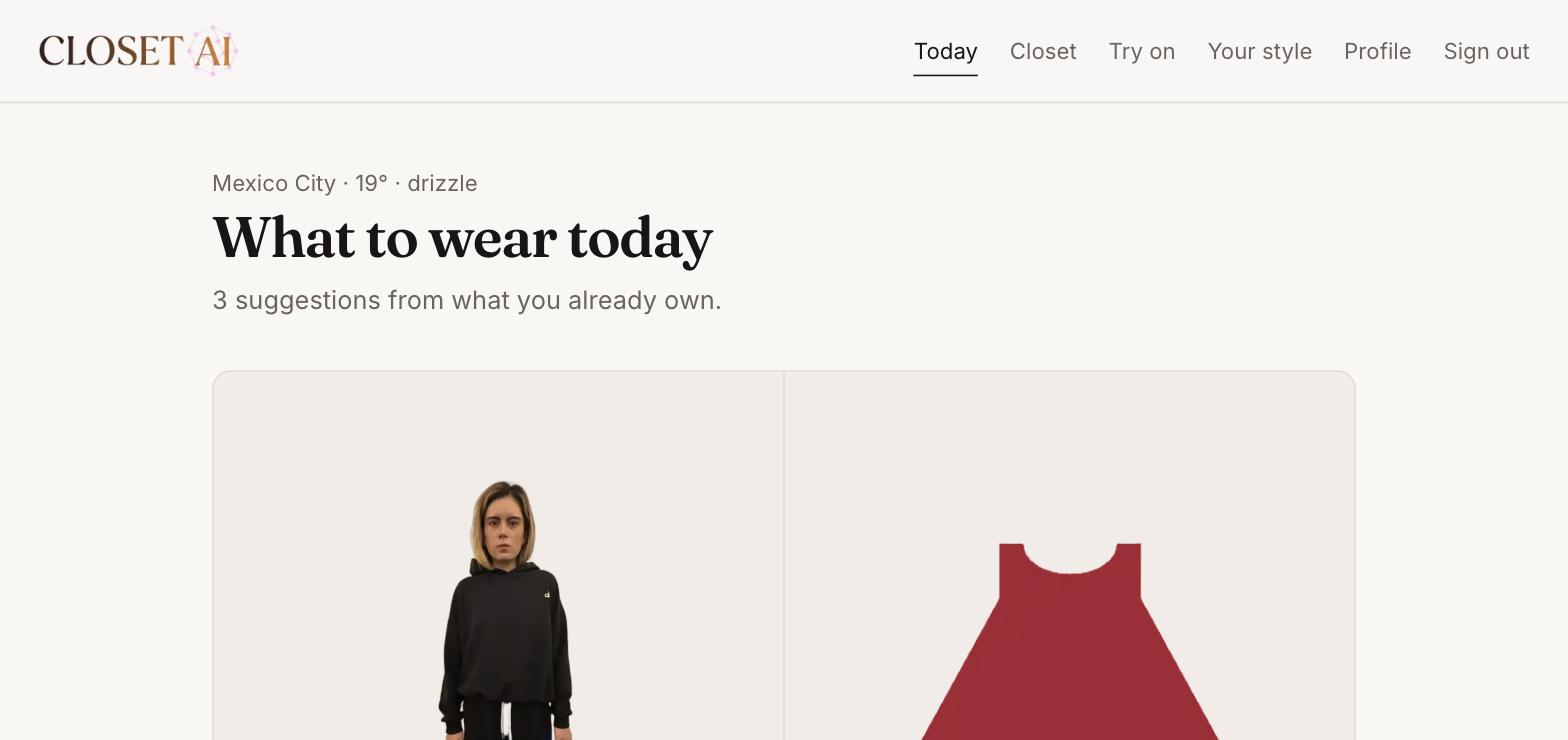 CLOSET AI
Today Closet Try on Your style Profile Sign out
Mexico City · 19° · drizzle
What to wear today
3 suggestions from what you already own.